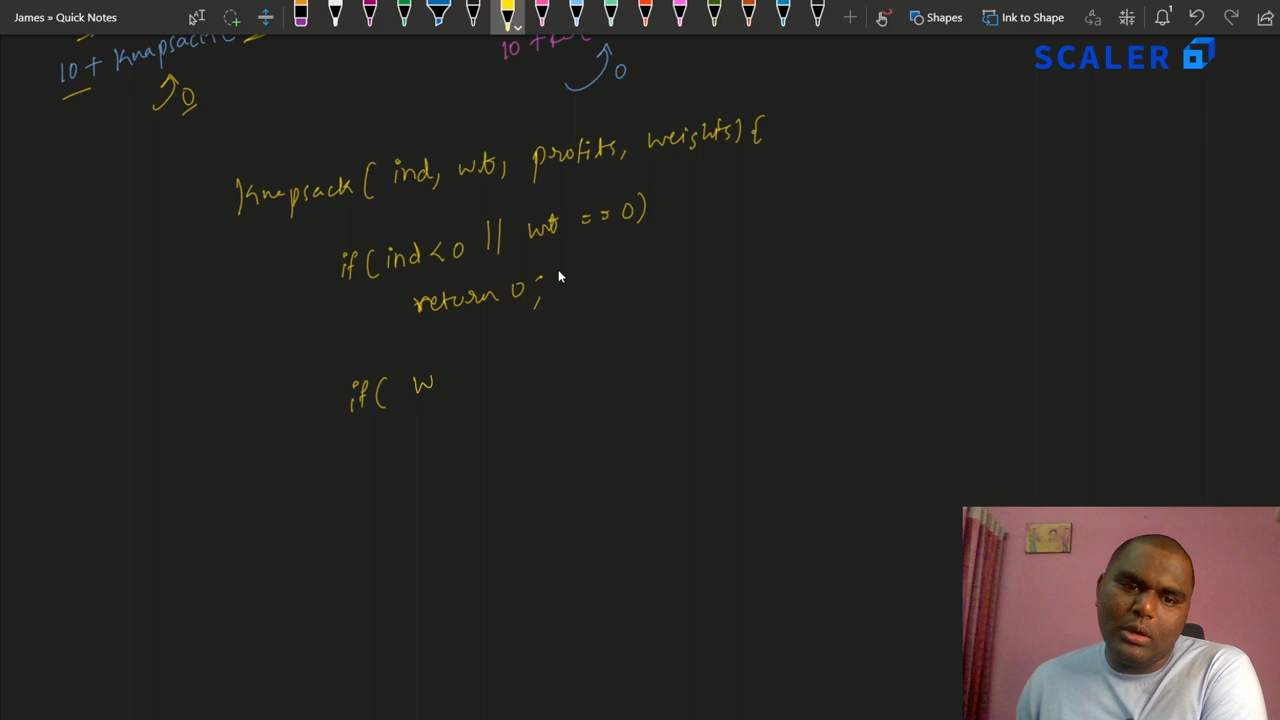 James » Quick Notes
Shapes
Ink to Shape
SCALER
10 + Knapsack(
10 +
0
0
Knapsack( ind, wt, profits, weights) {
if( ind < 0 || wt == 0)
return 0;
if( w